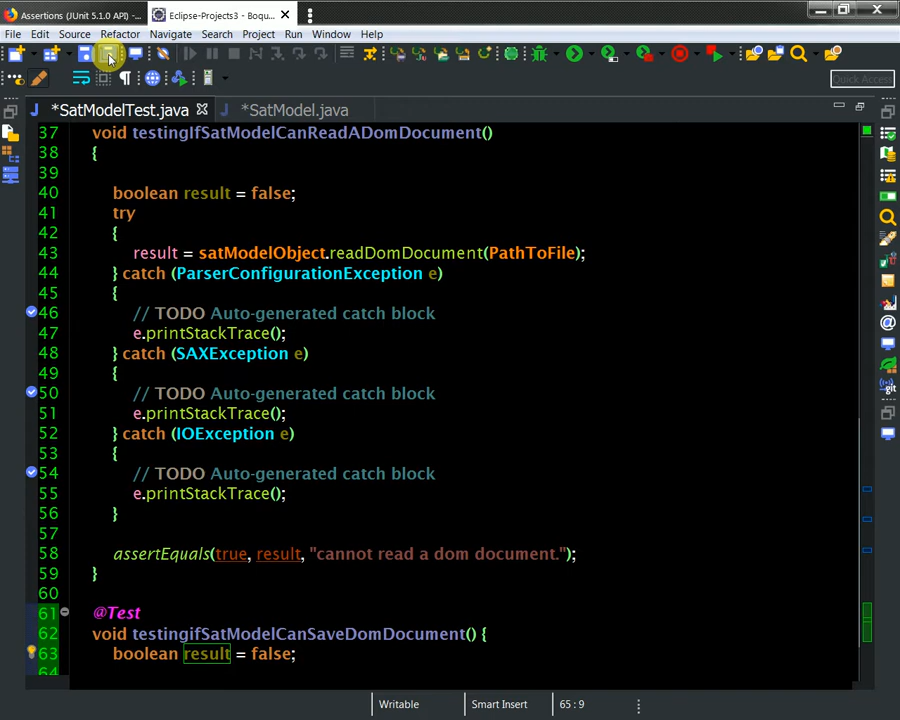 Assertions (JUnit 5.1.0 API) - ... Eclipse-Projects3 - Boqu...
File Edit Source Refactor Navigate Search Project Run Window Help
Quick Access
*SatModelTest.java *SatModel.java
37 void testingIfSatModelCanReadADomDocument()
38 {
39
40 boolean result = false;
41 try
42 {
43 result = satModelObject.readDomDocument(PathToFile);
44 } catch (ParserConfigurationException e)
45 {
46 // TODO Auto-generated catch block
47 e.printStackTrace();
48 } catch (SAXException e)
49 {
50 // TODO Auto-generated catch block
51 e.printStackTrace();
52 } catch (IOException e)
53 {
54 // TODO Auto-generated catch block
55 e.printStackTrace();
56 }
57
58 assertEquals(true, result, "cannot read a dom document.");
59 }
60
61 @Test
62 void testingifSatModelCanSaveDomDocument() {
63 boolean result = false;
64
Writable Smart Insert 65 : 9